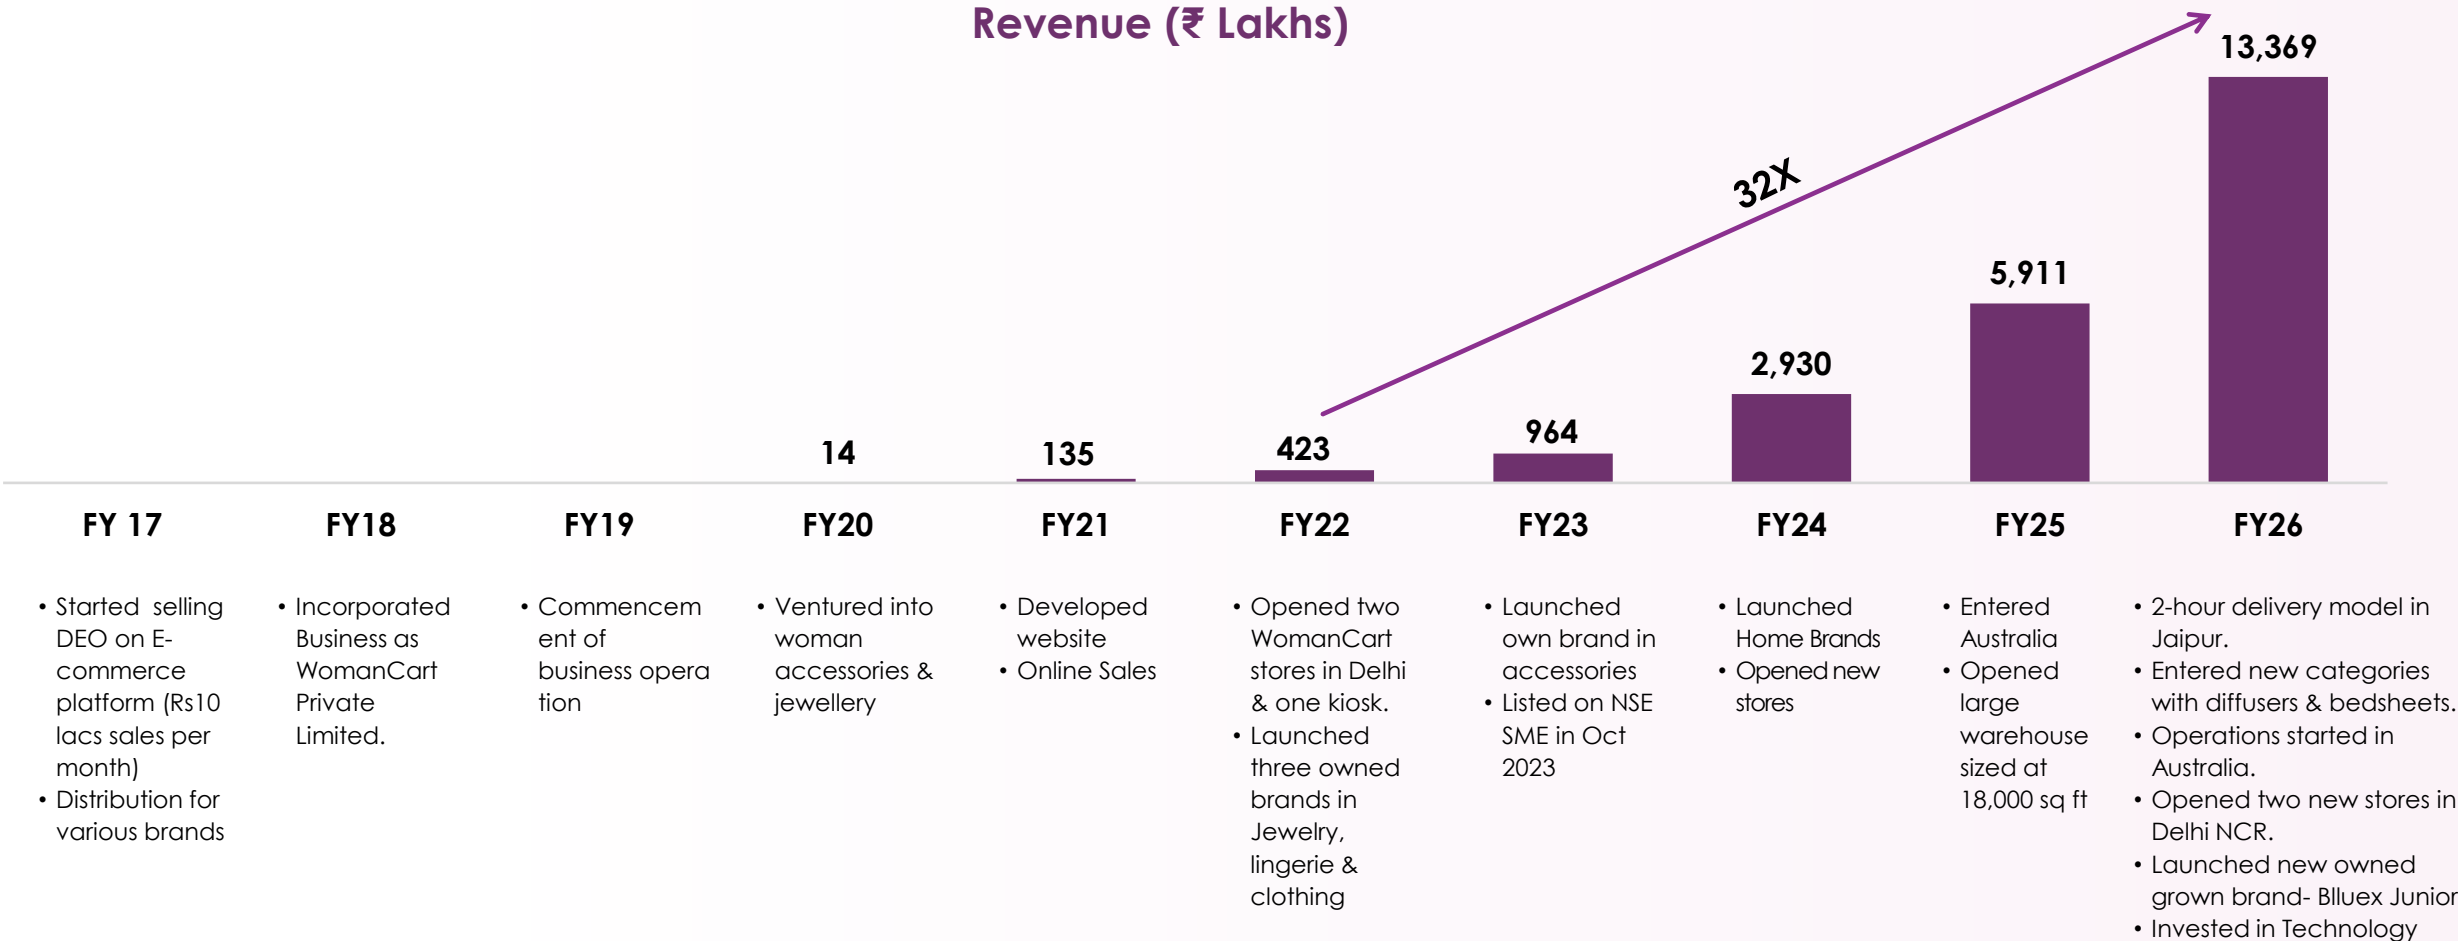 Revenue (₹ Lakhs)
13,369
32X
5,911
2,930
964
423
135
14
FY 17
FY18
FY19
FY20
FY21
FY22
FY23
FY24
FY25
FY26
• Started selling
DEO on E-
commerce
platform (Rs10
lacs sales per
month)
• Distribution for
various brands
• Incorporated
Business as
WomanCart
Private
Limited.
• Commencem
ent of
business opera
tion
• Ventured into
woman
accessories &
jewellery
• Developed
website
• Online Sales
• Opened two
WomanCart
stores in Delhi
& one kiosk.
• Launched
three owned
brands in
Jewelry,
lingerie &
clothing
• Launched
own brand in
accessories
• Listed on NSE
SME in Oct
2023
• Launched
Home Brands
• Opened new
stores
• Entered
Australia
• Opened
large
warehouse
sized at
18,000 sq ft
• 2-hour delivery model in
Jaipur.
• Entered new categories
with diffusers & bedsheets.
• Operations started in
Australia.
• Opened two new stores in
Delhi NCR.
• Launched new owned
grown brand- Blluex Junior
• Invested in Technology